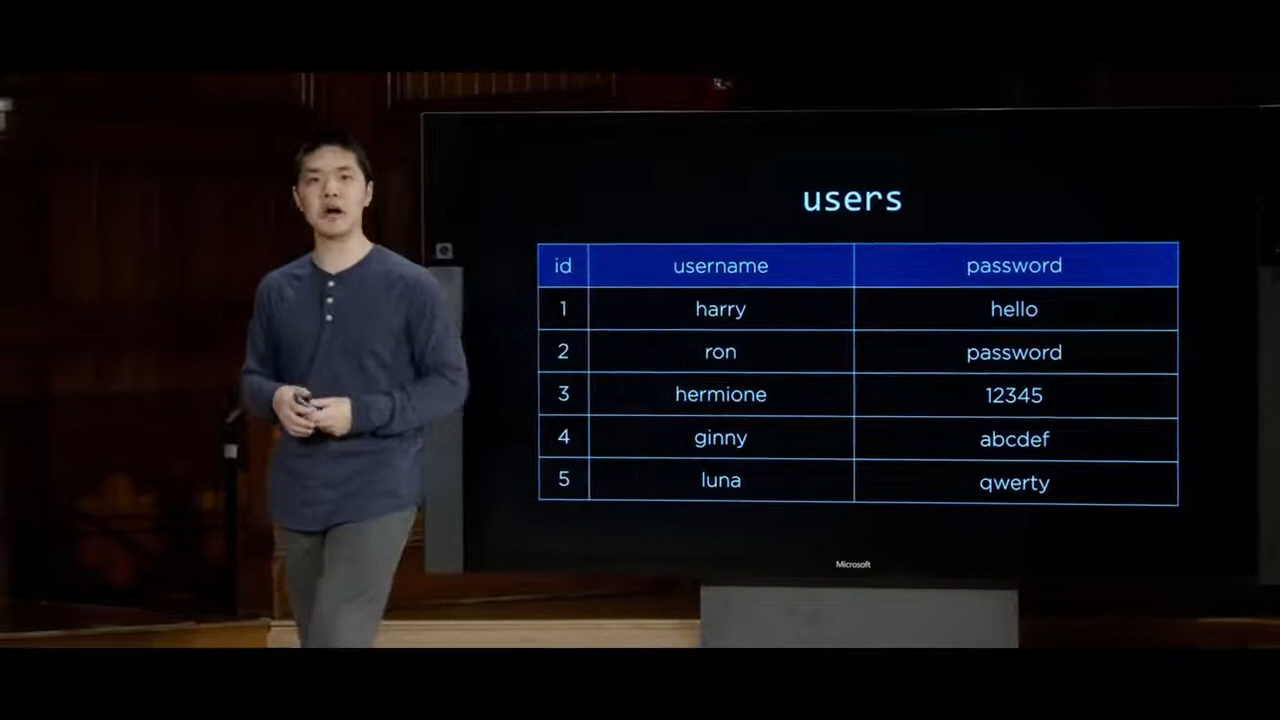 users
id username password
1 harry hello
2 ron password
3 hermione 12345
4 ginny abcdef
5 luna qwerty
Microsoft